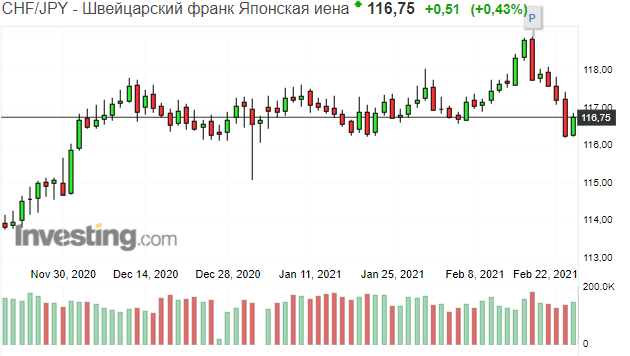 CHF/JPY - Швейцарский франк Японская иена 116,75 +0,51 (+0,43%)
P
118,00
117,00
116,75
116,00
115,00
114,00
Investing.com
113,00
Nov 30, 2020 Dec 14, 2020 Dec 28, 2020 Jan 11, 2021 Jan 25, 2021 Feb 8, 2021 Feb 22, 2021
200.0K
0